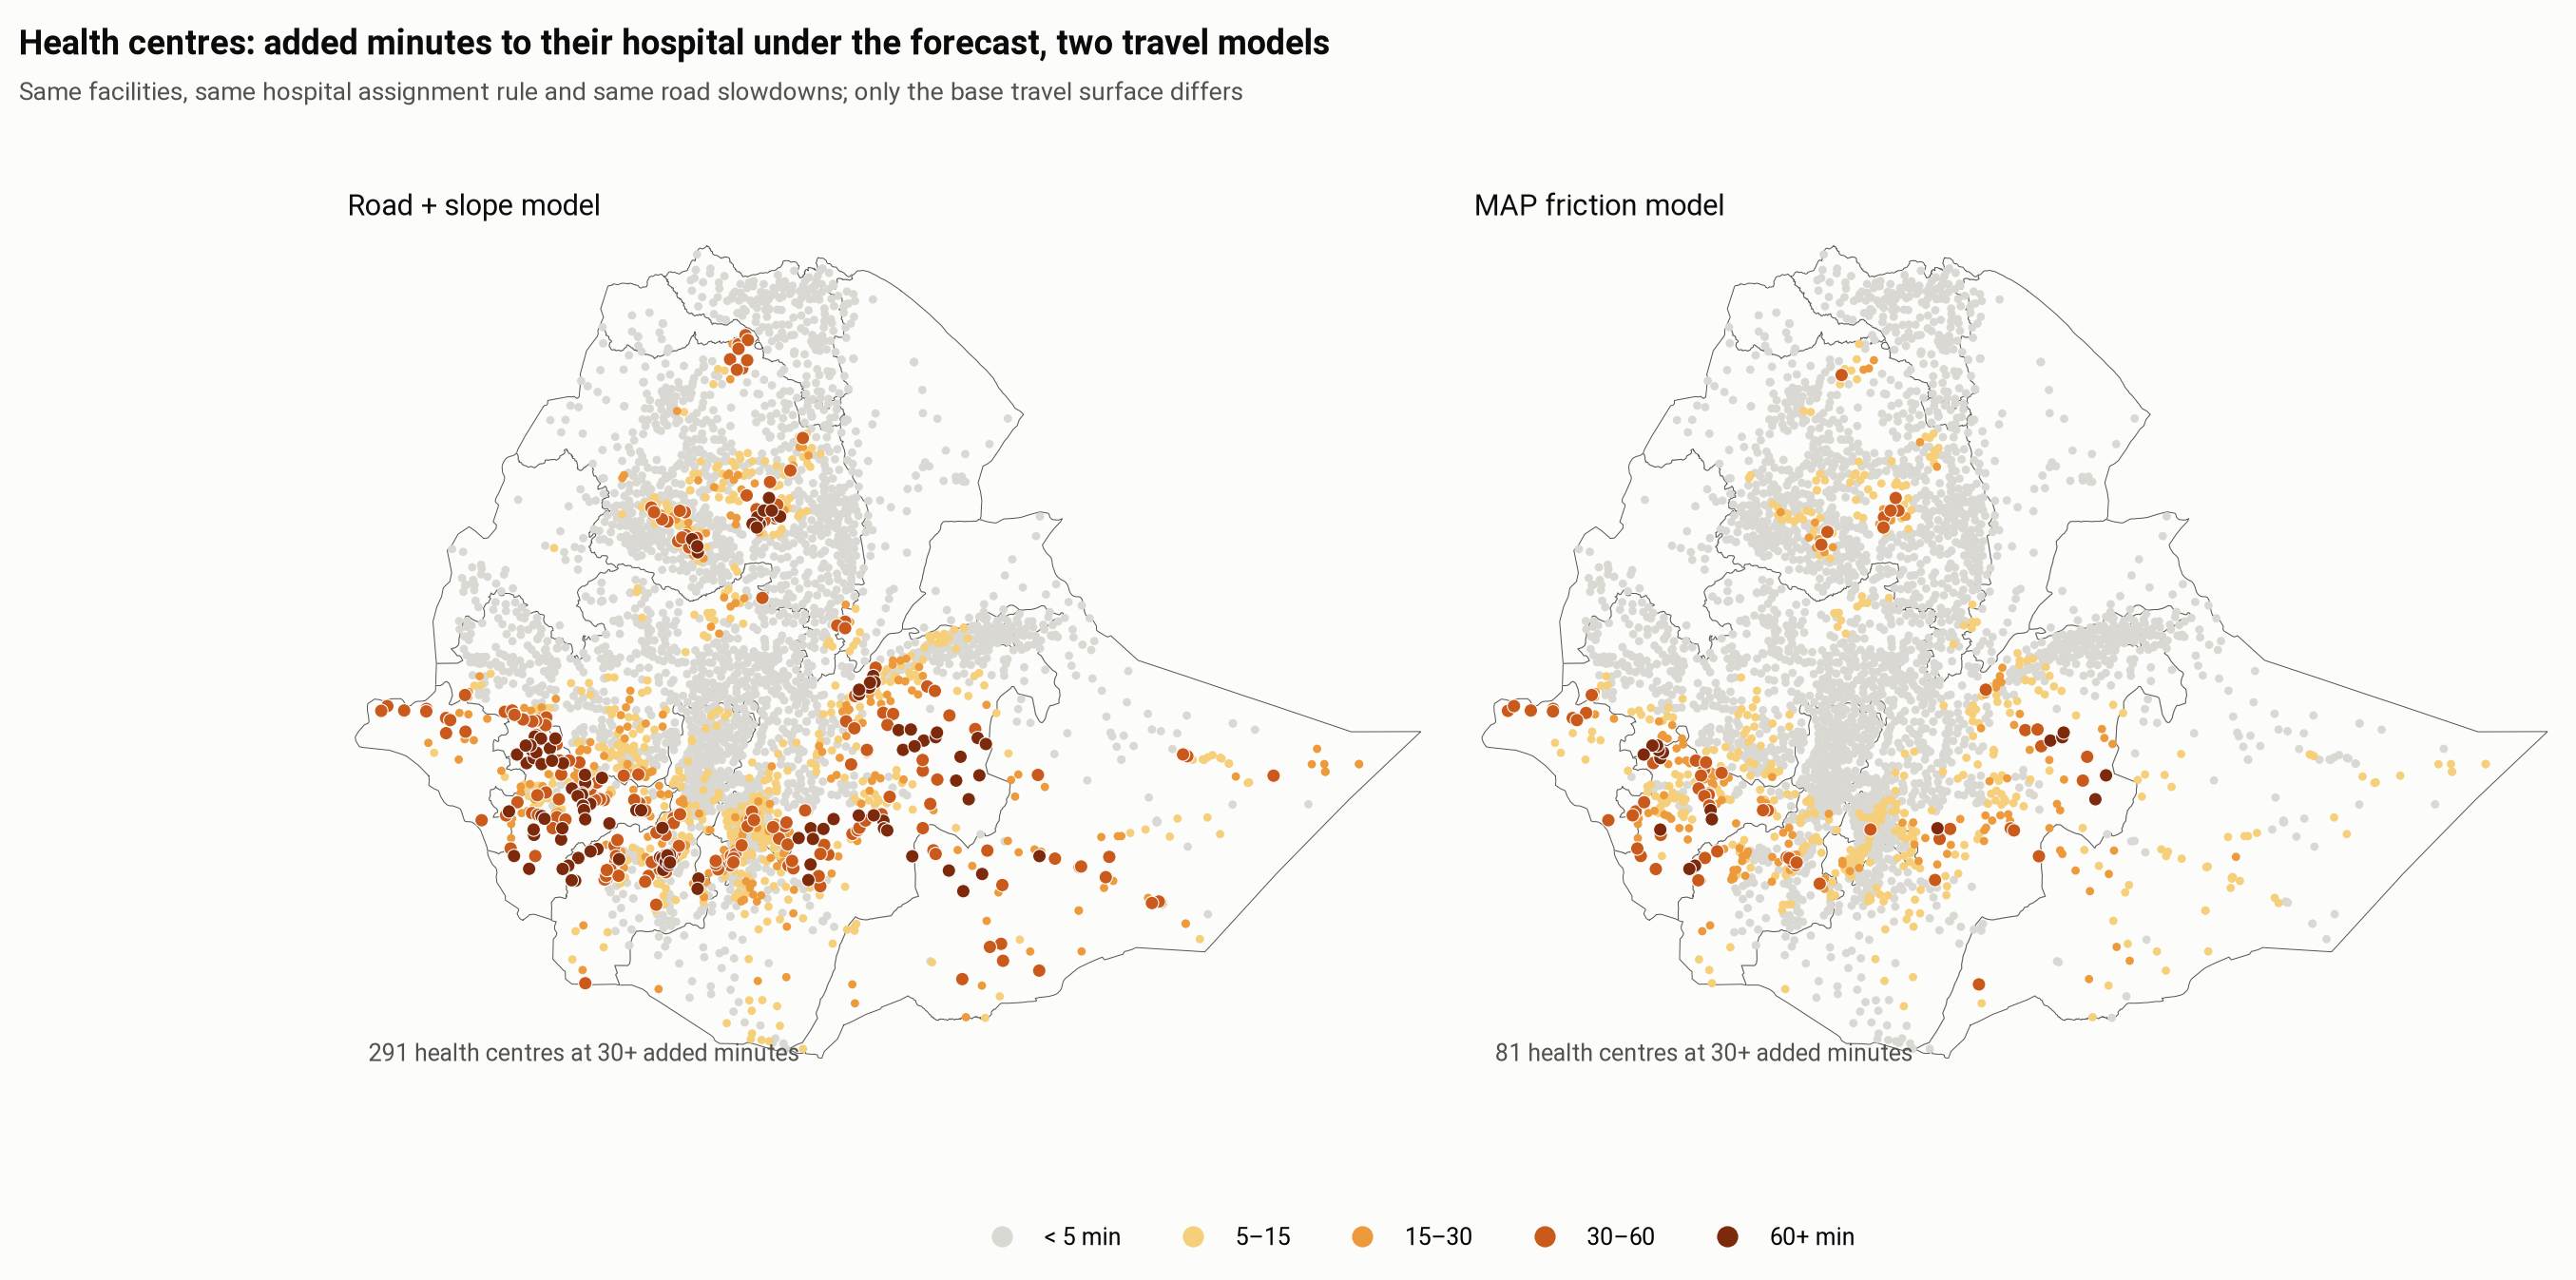 Health centres: added minutes to their hospital under the forecast, two travel models
Same facilities, same hospital assignment rule and same road slowdowns; only the base travel surface differs
Road + slope model
MAP friction model
291 health centres at 30+ added minutes
81 health centres at 30+ added minutes
< 5 min
5–15
15–30
30–60
60+ min